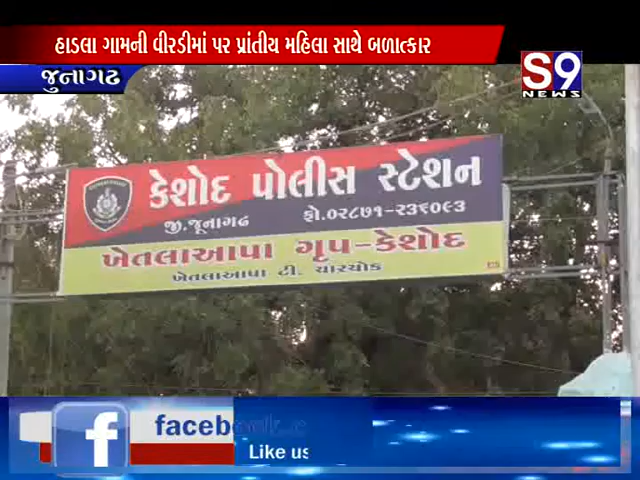 હાડલા ગામની વીરડીમાં પર પ્રાંતીય મહિલા સાથે બળાત્કાર
જુનાગઢ
S9
NEWS
કેશોદ પોલીસ સ્ટેશન
જી.જૂનાગઢ ફો.૦૨૮૭૧-૨૩૬૦૯૩
ખેતલાઆપા ગૃપ-કેશોદ
ખેતલાઆપા ટી. ચારચોક
f
facebook
Like us